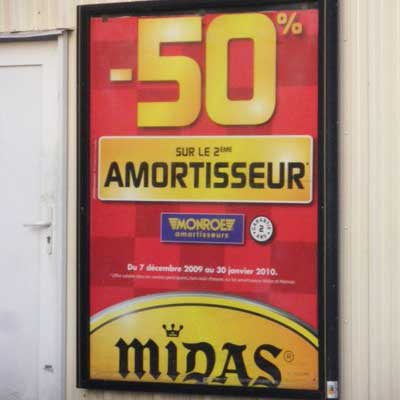 -50%
SUR LE 2ÈME
AMORTISSEUR*
MONROE
amortisseurs
Du 7 décembre 2009 au 30 janvier 2010.
MIDAS®